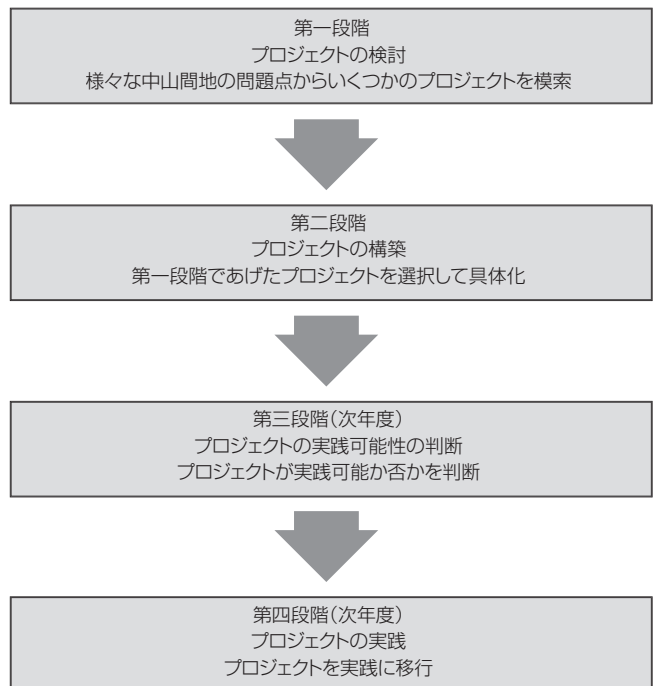 第一段階
プロジェクトの検討
様々な中山間地の問題点からいくつかのプロジェクトを模索
第二段階
プロジェクトの構築
第一段階であげたプロジェクトを選択して具体化
第三段階(次年度)
プロジェクトの実践可能性の判断
プロジェクトが実践可能か否かを判断
第四段階(次年度)
プロジェクトの実践
プロジェクトを実践に移行